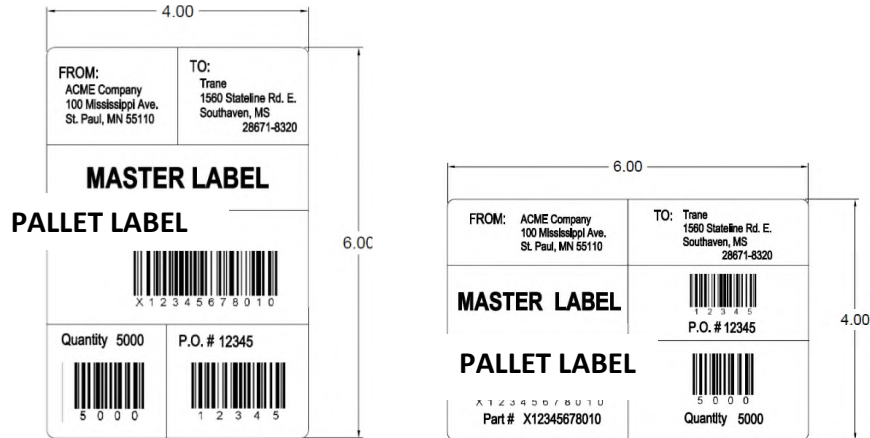 4.00
FROM:
ACME Company
100 Mississippi Ave.
St. Paul, MN 55110
TO:
Trane
1560 Stateline Rd. E.
Southaven, MS
28671-8320
MASTER LABEL
PALLET LABEL
X12345678010
6.00
Quantity 5000
5000
P.O. # 12345
12345
6.00
FROM: ACME Company
100 Mississippi Ave.
St. Paul, MN 55110
TO: Trane
1560 Stateline Rd. E.
Southaven, MS
28671-8320
MASTER LABEL
12345
P.O. # 12345
4.00
PALLET LABEL
X12345678010
Part # X12345678010
5000
Quantity 5000